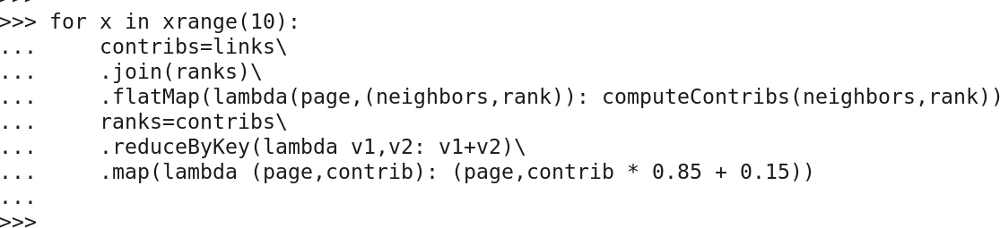 >>>
>>> for x in xrange(10):
...     contribs=links\
...     .join(ranks)\
...     .flatMap(lambda(page,(neighbors,rank)): computeContribs(neighbors,rank))
...     ranks=contribs\
...     .reduceByKey(lambda v1,v2: v1+v2)\
...     .map(lambda (page,contrib): (page,contrib * 0.85 + 0.15))
...
>>>